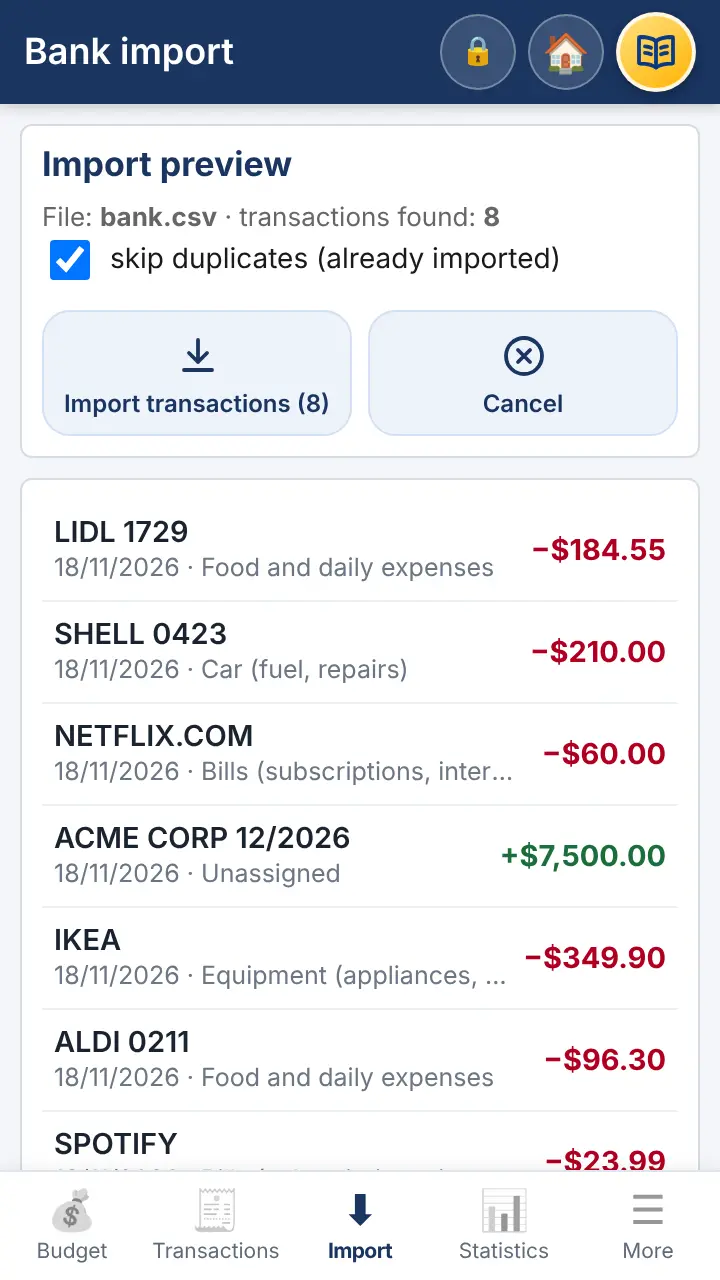 Bank import
Import preview
File: bank.csv · transactions found: 8
skip duplicates (already imported)
Import transactions (8)
Cancel
LIDL 1729
18/11/2026 · Food and daily expenses
−$184.55
SHELL 0423
18/11/2026 · Car (fuel, repairs)
−$210.00
NETFLIX.COM
18/11/2026 · Bills (subscriptions, inter...
−$60.00
ACME CORP 12/2026
18/11/2026 · Unassigned
+$7,500.00
IKEA
18/11/2026 · Equipment (appliances, ...
−$349.90
ALDI 0211
18/11/2026 · Food and daily expenses
−$96.30
SPOTIFY
−$23.99
Budget
Transactions
Import
Statistics
More